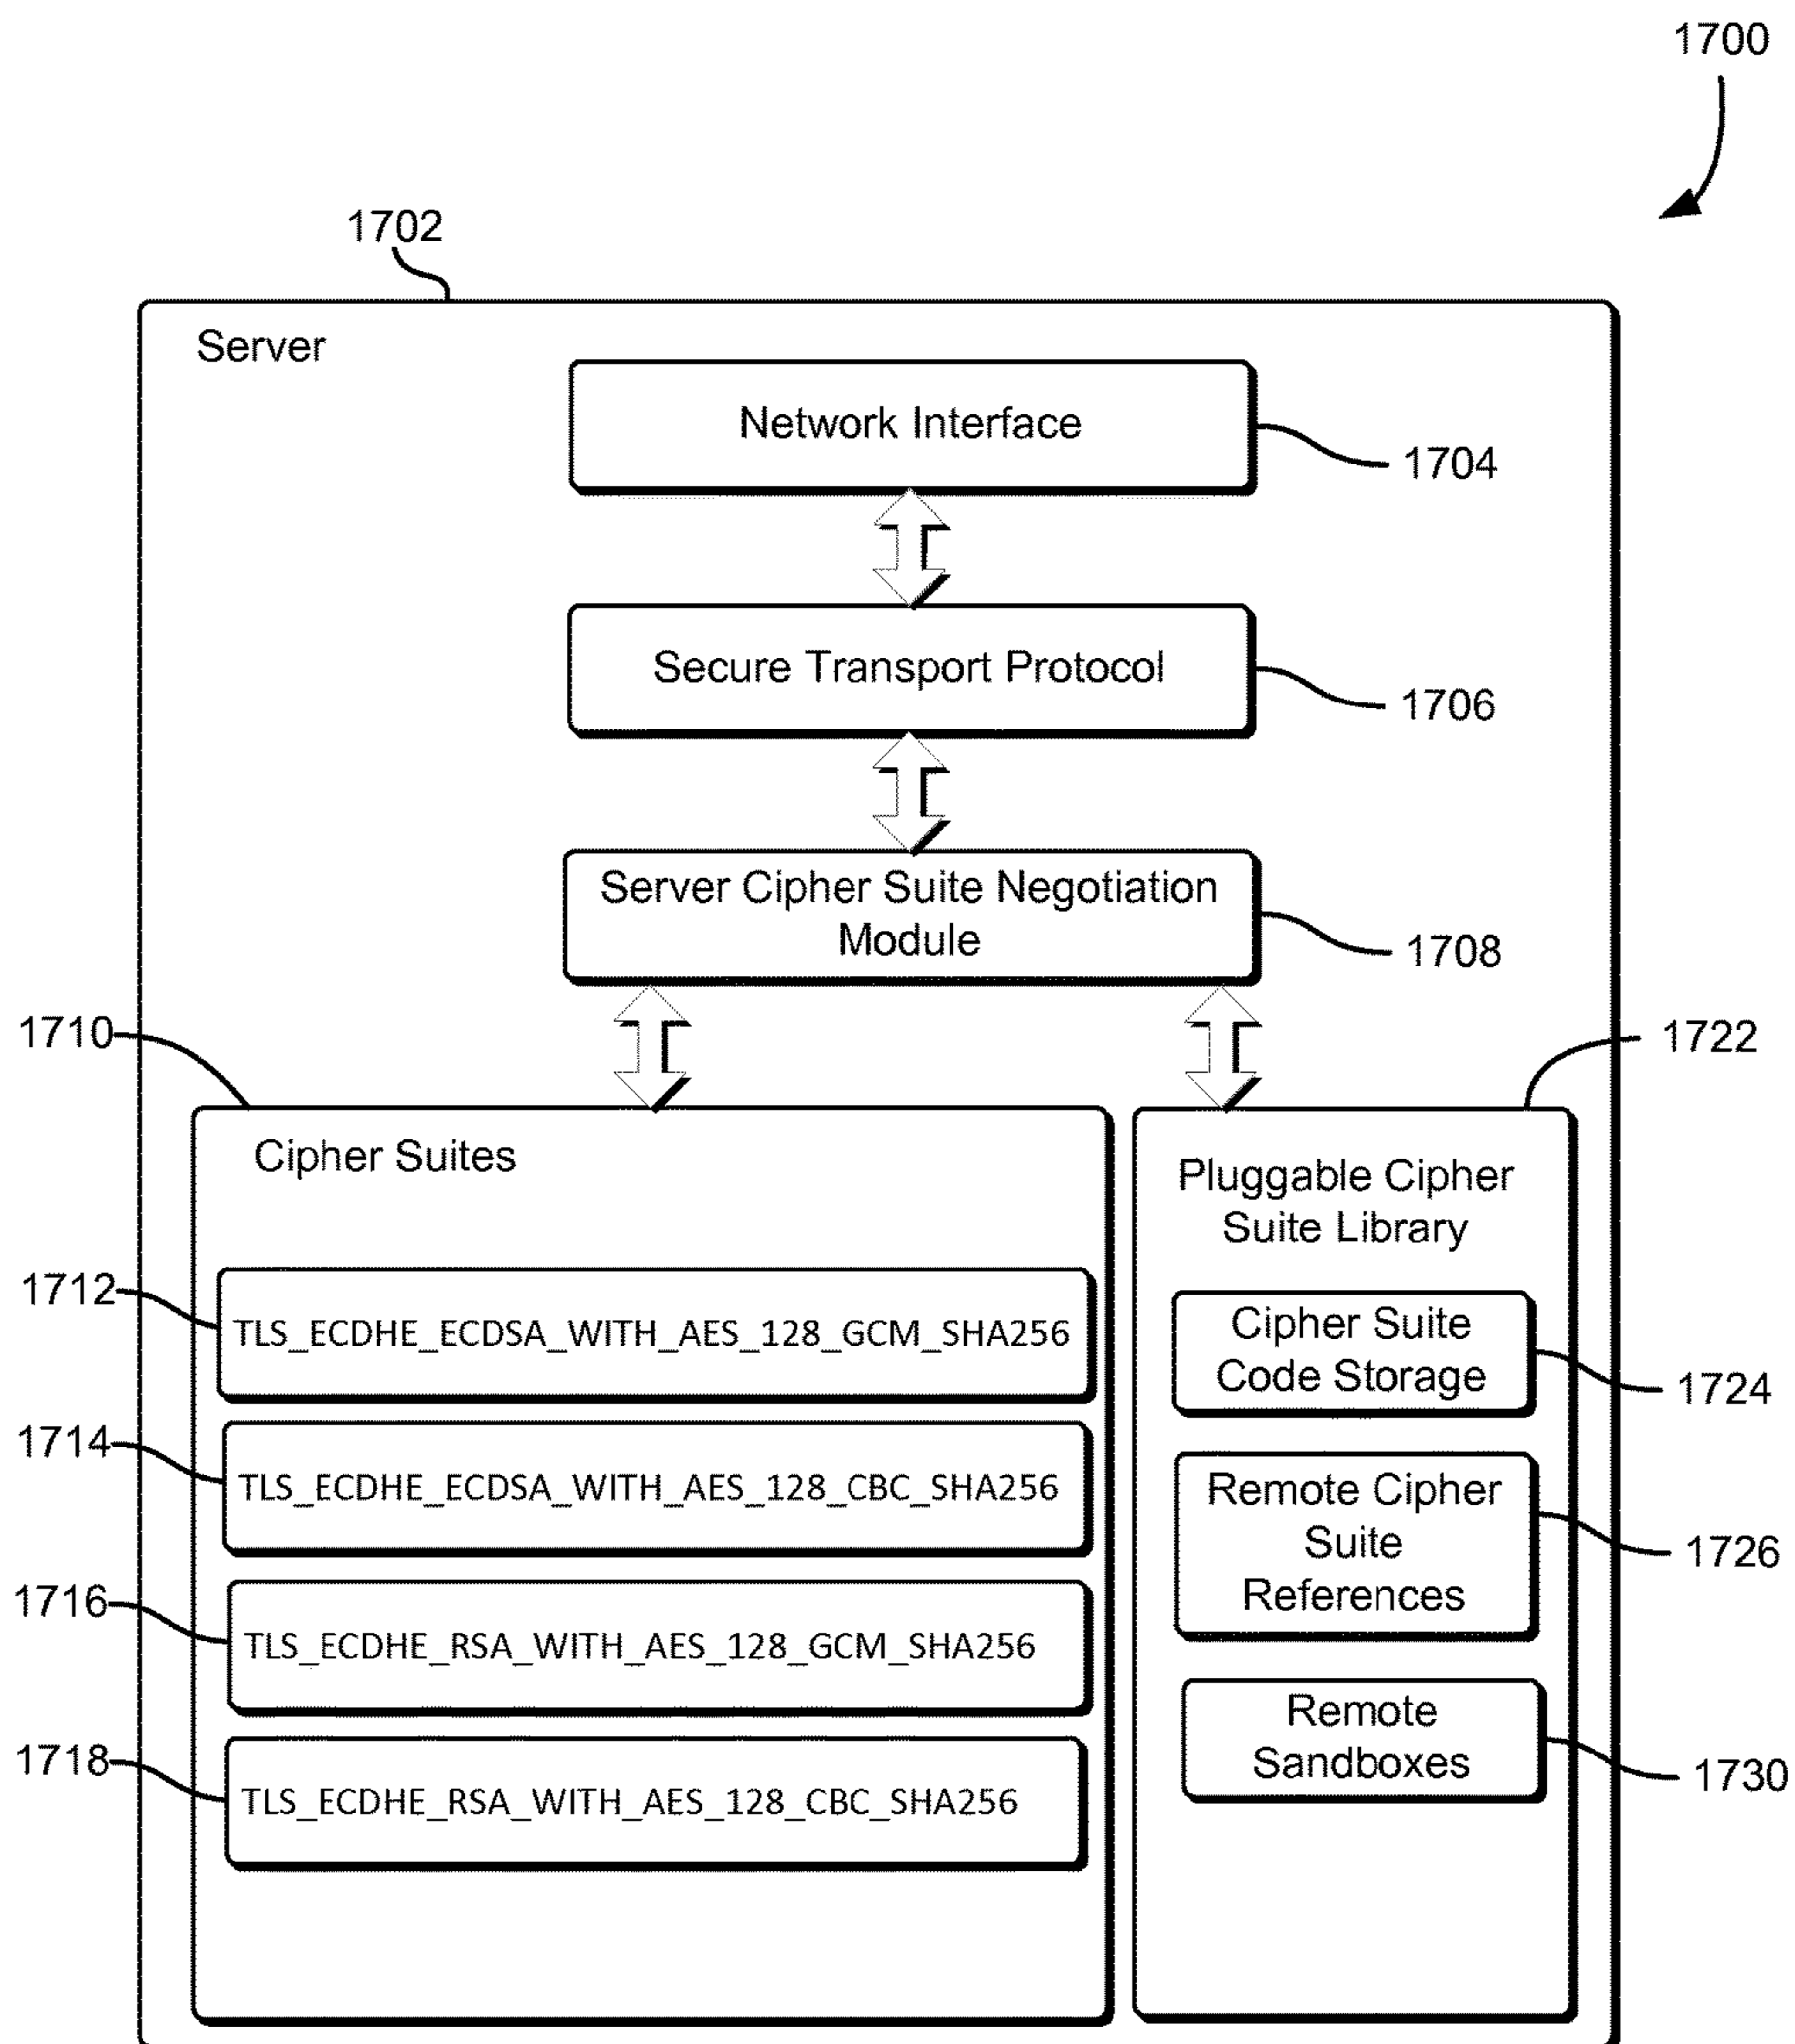 1700
1702
Server
Network Interface
1704
Secure Transport Protocol
1706
Server Cipher Suite Negotiation
Module
1708
1710
1722
Cipher Suites
Pluggable Cipher
Suite Library
1712
TLS_ECDHE_ECDSA_WITH_AES_128_GCM_SHA256
Cipher Suite
Code Storage
1724
1714
TLS_ECDHE_ECDSA_WITH_AES_128_CBC_SHA256
Remote Cipher
Suite
References
1726
1716
TLS_ECDHE_RSA_WITH_AES_128_GCM_SHA256
Remote
Sandboxes
1730
1718
TLS_ECDHE_RSA_WITH_AES_128_CBC_SHA256